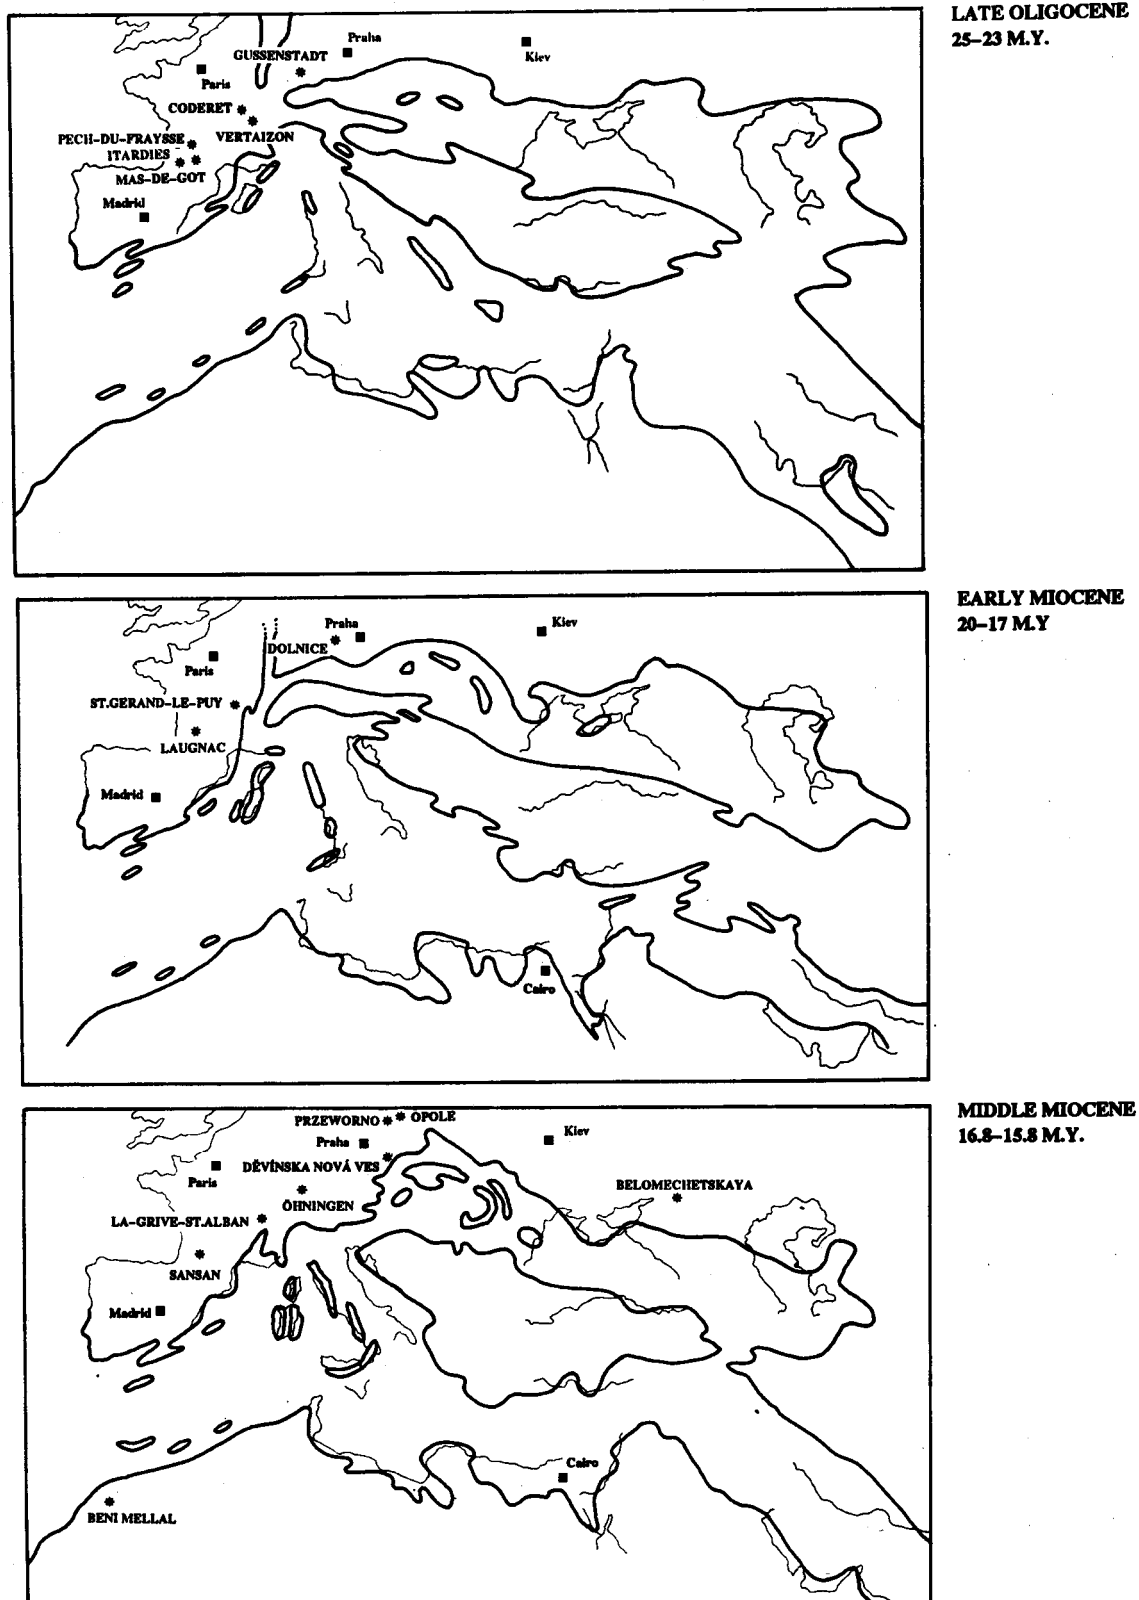 LATE OLIGOCENE
25–23 M.Y.
Praha
Kiev
GUSSENSTADT
Paris
CODERET
VERTAIZON
PECH-DU-FRAYSSE
ITARDIES
MAS-DE-GOT
Madrid
EARLY MIOCENE
20–17 M.Y
Praha
Kiev
DOLNICE
Paris
ST.GERAND-LE-PUY
LAUGNAC
Madrid
Cairo
MIDDLE MIOCENE
16.8–15.8 M.Y.
PRZEWORNO
OPOLE
Praha
Kiev
DĚVÍNSKA NOVÁ VES
Paris
ÖHNINGEN
BELOMECHETSKAYA
LA-GRIVE-ST.ALBAN
SANSAN
Madrid
Cairo
BENI MELLAL